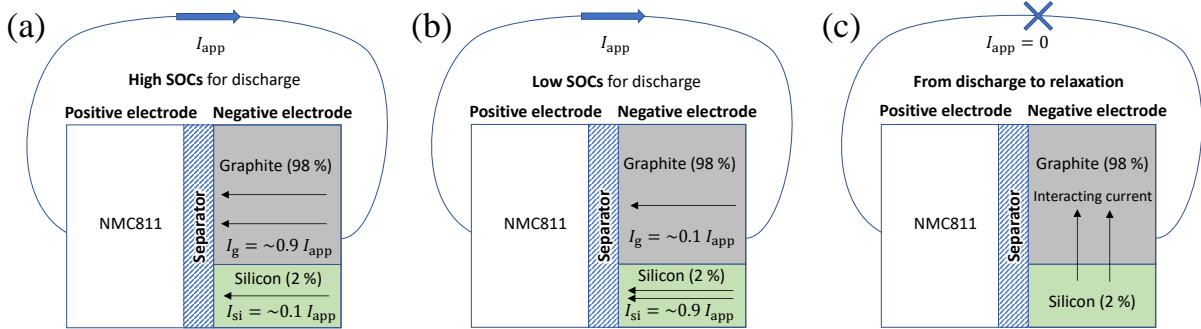 (a)
I_app
High SOCs for discharge
Positive electrode Negative electrode
Graphite (98 %)
NMC811
Separator
I_g = ~0.9 I_app
Silicon (2 %)
I_si = ~0.1 I_app
(b)
I_app
Low SOCs for discharge
Positive electrode Negative electrode
Graphite (98 %)
NMC811
Separator
I_g = ~0.1 I_app
Silicon (2 %)
I_si = ~0.9 I_app
(c)
I_app = 0
From discharge to relaxation
Positive electrode Negative electrode
Graphite (98 %)
Interacting current
NMC811
Separator
Silicon (2 %)